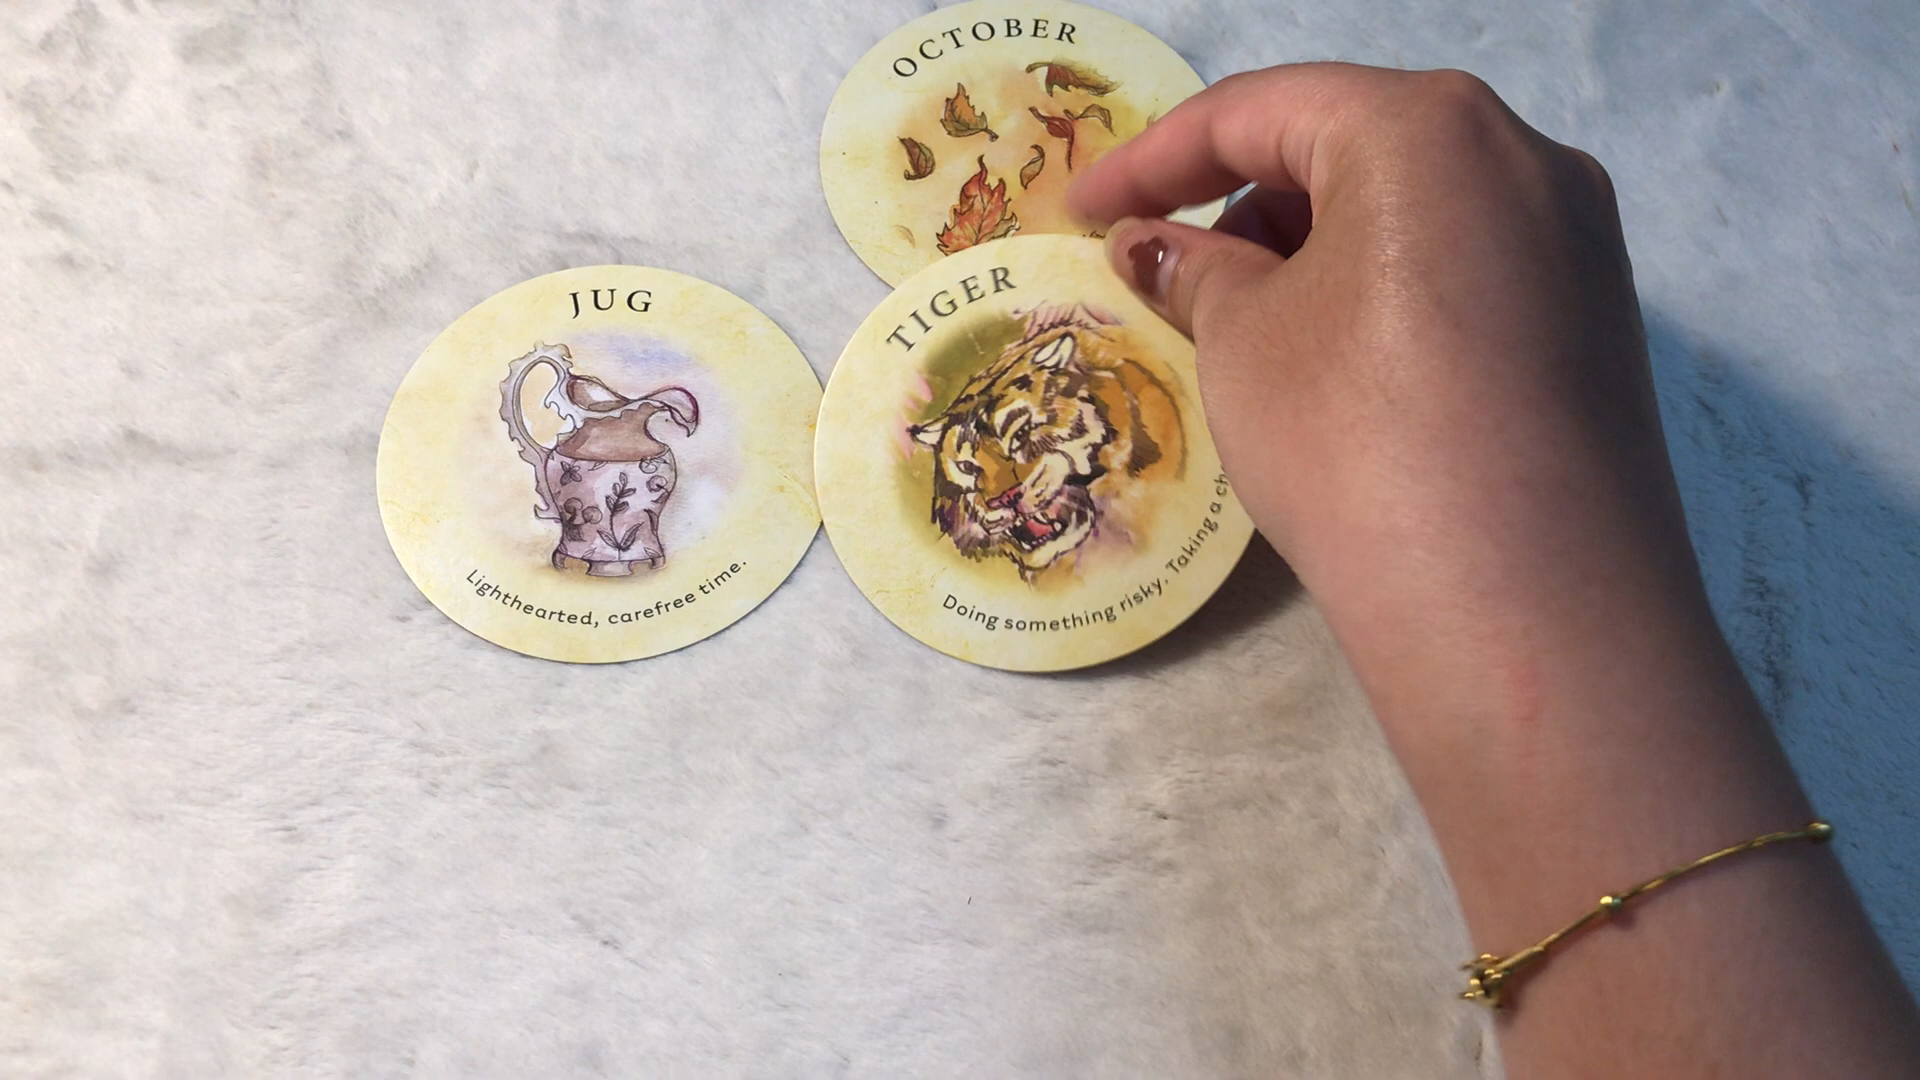 OCTOBER
JUG
Lighthearted, carefree time.
TIGER
Doing something risky. Taking a